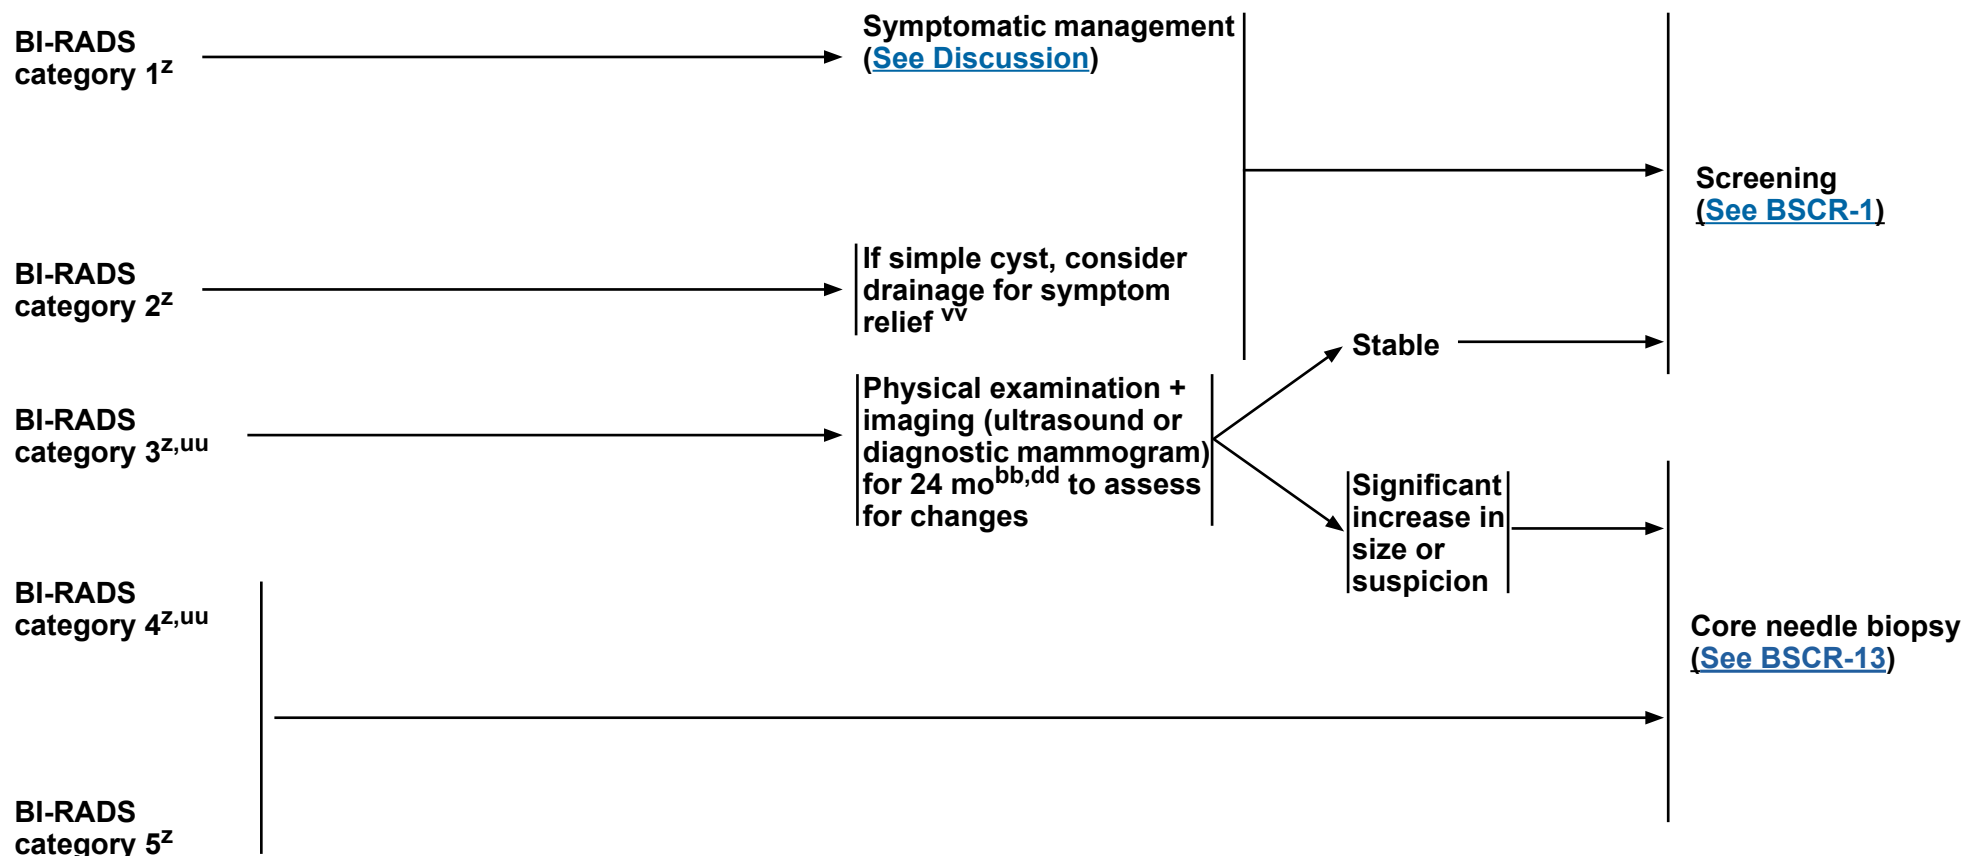 BI-RADS
category 1z
Symptomatic management
(See Discussion)
Screening
(See BSCR-1)
BI-RADS
category 2z
If simple cyst, consider
drainage for symptom
relief vv
Stable
BI-RADS
category 3z,uu
Physical examination +
imaging (ultrasound or
diagnostic mammogram)
for 24 mobb,dd to assess
for changes
Significant
increase in
size or
suspicion
BI-RADS
category 4z,uu
Core needle biopsy
(See BSCR-13)
BI-RADS
category 5z